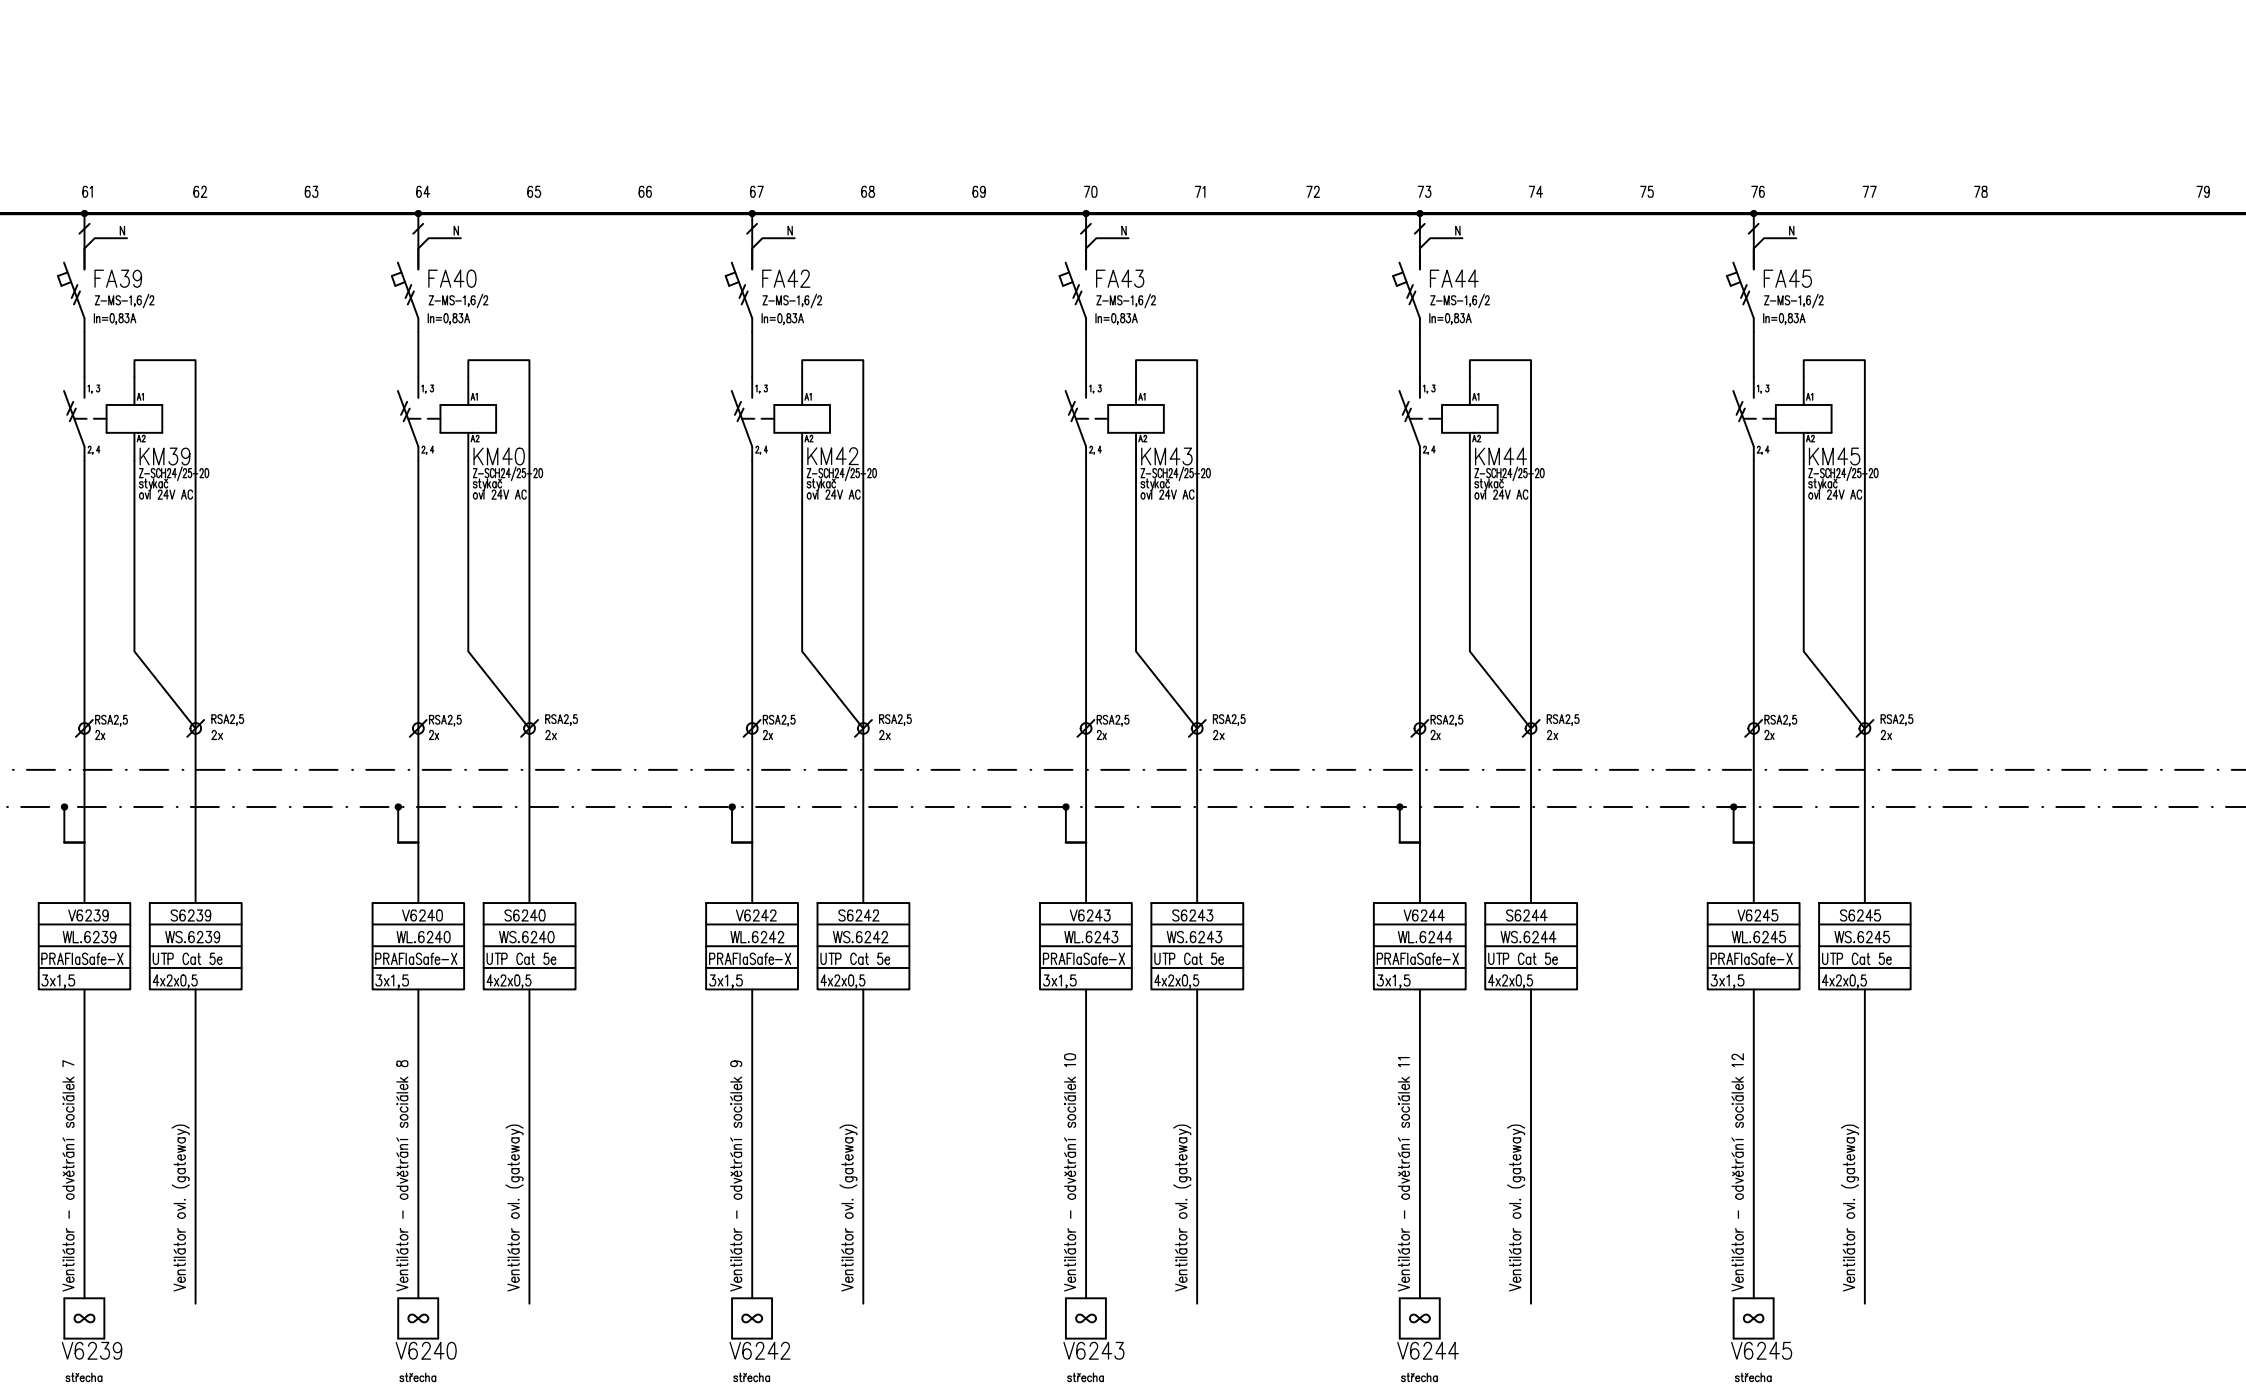 61 62 63 64 65 66 67 68 69 70 71 72 73 74 75 76 77 78 79
N N N N N N
FA39 FA40 FA42 FA43 FA44 FA45
Z-MS-1,6/2 Z-MS-1,6/2 Z-MS-1,6/2 Z-MS-1,6/2 Z-MS-1,6/2 Z-MS-1,6/2
In=0,83A In=0,83A In=0,83A In=0,83A In=0,83A In=0,83A
1,3 A1 1,3 A1 1,3 A1 1,3 A1 1,3 A1 1,3 A1
2,4 A2 2,4 A2 2,4 A2 2,4 A2 2,4 A2 2,4 A2
KM39 KM40 KM42 KM43 KM44 KM45
Z-SCH24/25-20 Z-SCH24/25-20 Z-SCH24/25-20 Z-SCH24/25-20 Z-SCH24/25-20 Z-SCH24/25-20
stykač stykač stykač stykač stykač stykač
ovl 24V AC ovl 24V AC ovl 24V AC ovl 24V AC ovl 24V AC ovl 24V AC
RSA2,5 RSA2,5 RSA2,5 RSA2,5 RSA2,5 RSA2,5 RSA2,5 RSA2,5 RSA2,5 RSA2,5 RSA2,5 RSA2,5
2x 2x 2x 2x 2x 2x 2x 2x 2x 2x 2x 2x
V6239 S6239 V6240 S6240 V6242 S6242 V6243 S6243 V6244 S6244 V6245 S6245
WL.6239 WS.6239 WL.6240 WS.6240 WL.6242 WS.6242 WL.6243 WS.6243 WL.6244 WS.6244 WL.6245 WS.6245
PRAFlaSafe-X UTP Cat 5e PRAFlaSafe-X UTP Cat 5e PRAFlaSafe-X UTP Cat 5e PRAFlaSafe-X UTP Cat 5e PRAFlaSafe-X UTP Cat 5e PRAFlaSafe-X UTP Cat 5e
3x1,5 4x2x0,5 3x1,5 4x2x0,5 3x1,5 4x2x0,5 3x1,5 4x2x0,5 3x1,5 4x2x0,5 3x1,5 4x2x0,5
Ventilátor - odvětrání sociálek 7
Ventilátor ovl. (gateway)
Ventilátor - odvětrání sociálek 8
Ventilátor ovl. (gateway)
Ventilátor - odvětrání sociálek 9
Ventilátor ovl. (gateway)
Ventilátor - odvětrání sociálek 10
Ventilátor ovl. (gateway)
Ventilátor - odvětrání sociálek 11
Ventilátor ovl. (gateway)
Ventilátor - odvětrání sociálek 12
Ventilátor ovl. (gateway)
V6239 V6240 V6242 V6243 V6244 V6245
střecha střecha střecha střecha střecha střecha